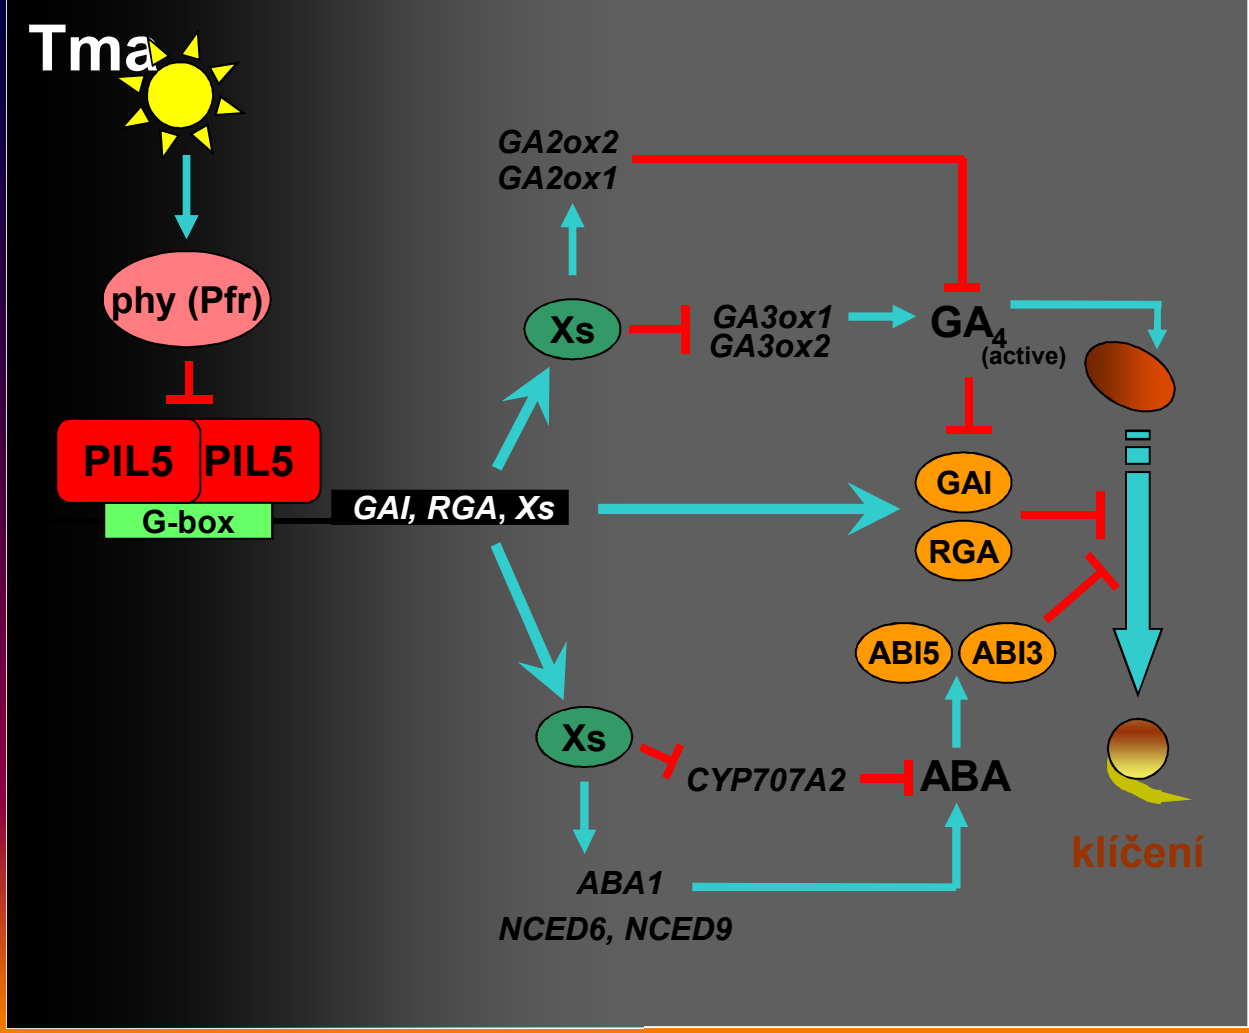 Tma
GA2ox2
GA2ox1
phy (Pfr)
Xs
GA3ox1
GA3ox2
GA4
(active)
PIL5 PIL5
G-box
GAI, RGA, Xs
GAI
RGA
ABI5 ABI3
Xs
CYP707A2
ABA
klíčení
ABA1
NCED6, NCED9